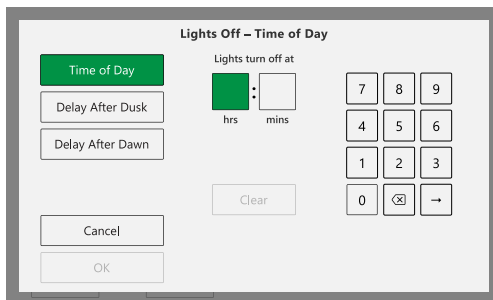 Lights Off – Time of Day
Time of Day
Delay After Dusk
Delay After Dawn
Cancel
OK
Lights turn off at
:
hrs mins
Clear
7 8 9
4 5 6
1 2 3
0 ⌫ →